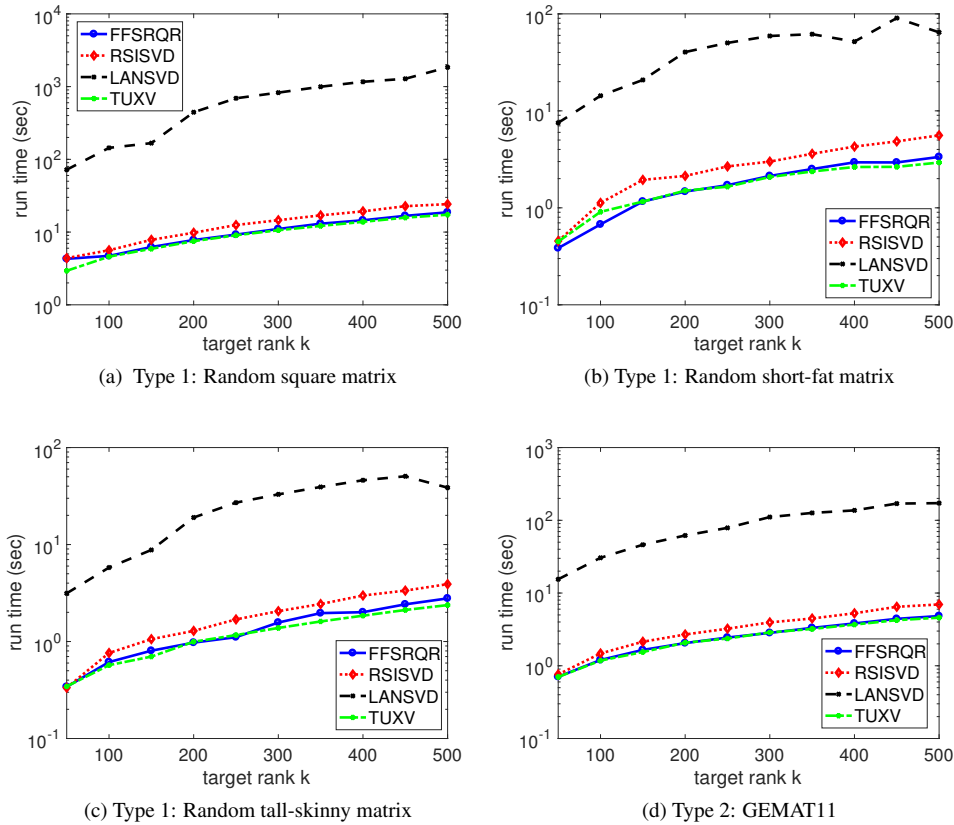 10^4
10^3
10^2
10^1
10^0
run time (sec)
FFSRQR
RSISVD
LANSVD
TUXV
100 200 300 400 500
target rank k
(a) Type 1: Random square matrix
10^2
10^1
10^0
10^-1
run time (sec)
FFSRQR
RSISVD
LANSVD
TUXV
100 200 300 400 500
target rank k
(b) Type 1: Random short-fat matrix
10^2
10^1
10^0
10^-1
run time (sec)
FFSRQR
RSISVD
LANSVD
TUXV
100 200 300 400 500
target rank k
(c) Type 1: Random tall-skinny matrix
10^3
10^2
10^1
10^0
10^-1
run time (sec)
FFSRQR
RSISVD
LANSVD
TUXV
100 200 300 400 500
target rank k
(d) Type 2: GEMAT11